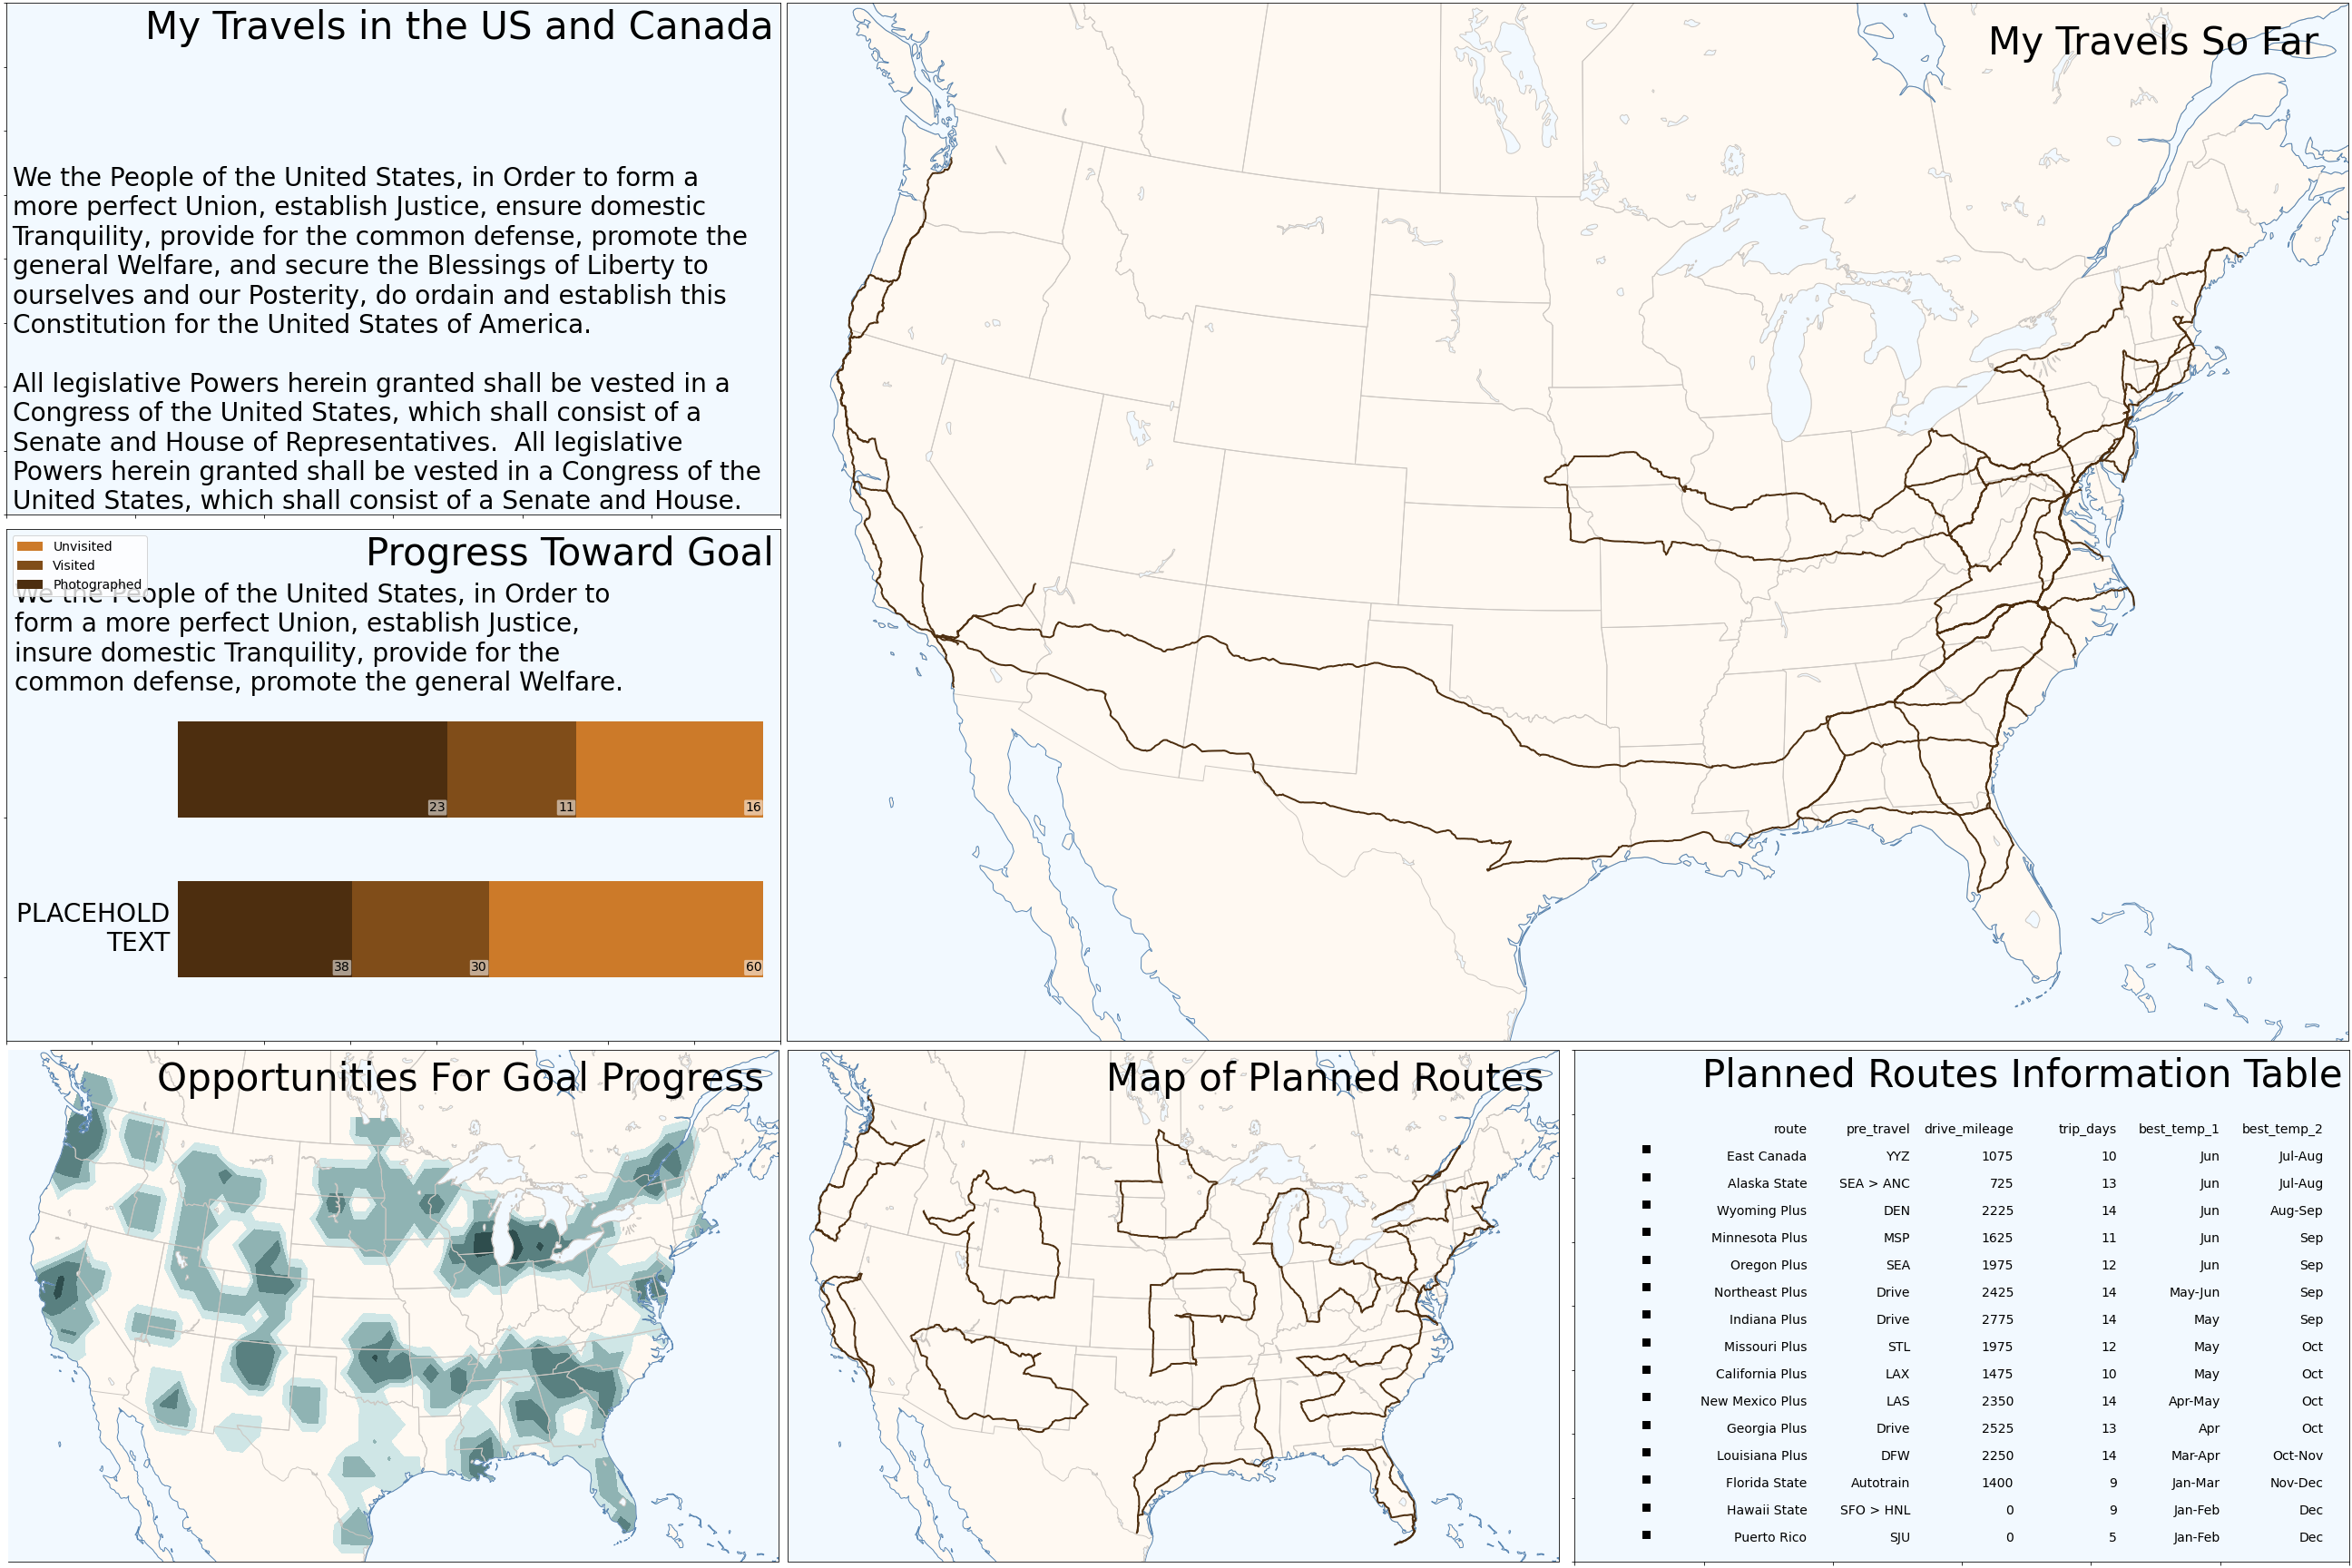 My Travels in the US and Canada
We the People of the United States, in Order to form a
more perfect Union, establish Justice, ensure domestic
Tranquility, provide for the common defense, promote the
general Welfare, and secure the Blessings of Liberty to
ourselves and our Posterity, do ordain and establish this
Constitution for the United States of America.
All legislative Powers herein granted shall be vested in a
Congress of the United States, which shall consist of a
Senate and House of Representatives.  All legislative
Powers herein granted shall be vested in a Congress of the
United States, which shall consist of a Senate and House.
My Travels So Far
Progress Toward Goal
Unvisited
Visited
Photographed
We the People of the United States, in Order to
form a more perfect Union, establish Justice,
insure domestic Tranquility, provide for the
common defense, promote the general Welfare.
23 11 16
PLACEHOLD
TEXT
38 30 60
Opportunities For Goal Progress
Map of Planned Routes
Planned Routes Information Table
route pre_travel drive_mileage trip_days best_temp_1 best_temp_2
East Canada YYZ 1075 10 Jun Jul-Aug
Alaska State SEA > ANC 725 13 Jun Jul-Aug
Wyoming Plus DEN 2225 14 Jun Aug-Sep
Minnesota Plus MSP 1625 11 Jun Sep
Oregon Plus SEA 1975 12 Jun Sep
Northeast Plus Drive 2425 14 May-Jun Sep
Indiana Plus Drive 2775 14 May Sep
Missouri Plus STL 1975 12 May Oct
California Plus LAX 1475 10 May Oct
New Mexico Plus LAS 2350 14 Apr-May Oct
Georgia Plus Drive 2525 13 Apr Oct
Louisiana Plus DFW 2250 14 Mar-Apr Oct-Nov
Florida State Autotrain 1400 9 Jan-Mar Nov-Dec
Hawaii State SFO > HNL 0 9 Jan-Feb Dec
Puerto Rico SJU 0 5 Jan-Feb Dec